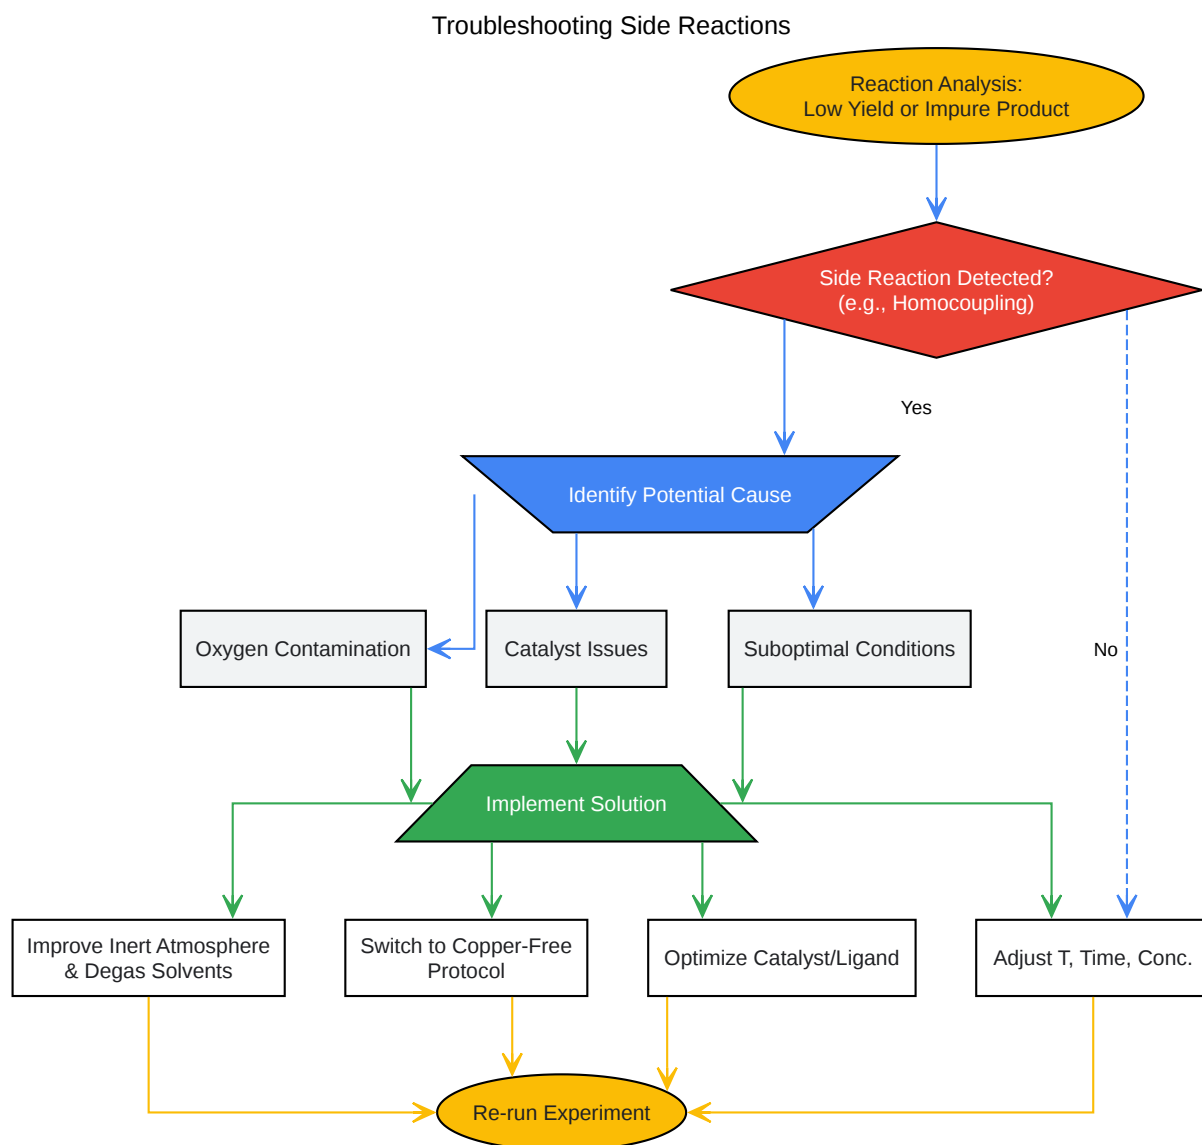 Troubleshooting Side Reactions
Reaction Analysis:
Low Yield or Impure Product
Side Reaction Detected?
(e.g., Homocoupling)
Yes
Identify Potential Cause
Oxygen Contamination
Catalyst Issues
Suboptimal Conditions
No
Implement Solution
Improve Inert Atmosphere
& Degas Solvents
Switch to Copper-Free
Protocol
Optimize Catalyst/Ligand
Adjust T, Time, Conc.
Re-run Experiment